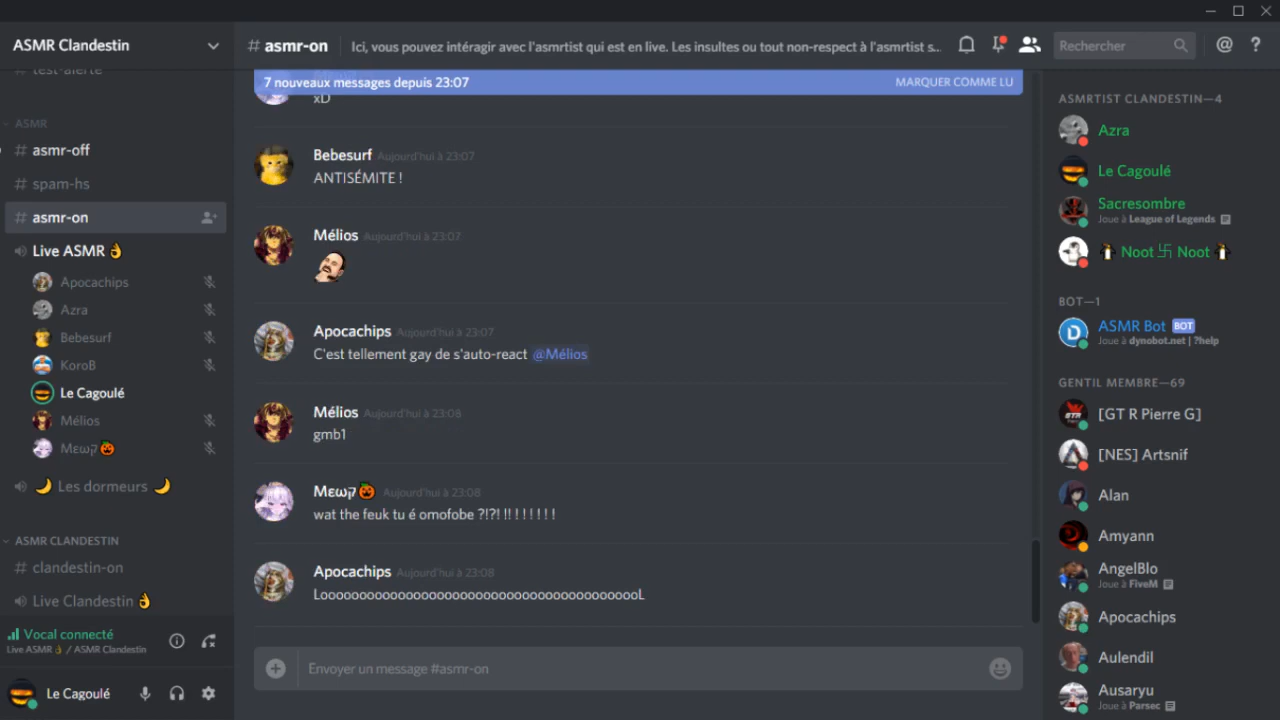 ASMR Clandestin
test-alerte
ASMR
# asmr-off
# spam-hs
# asmr-on
Live ASMR 👌
Apocachips
Azra
Bebesurf
KoroB
Le Cagoulé
Mélios
Mεωק🎃
🌙 Les dormeurs 🌙
ASMR CLANDESTIN
# clandestin-on
Live Clandestin 👌
Vocal connecté
Live ASMR 👌 / ASMR Clandestin
Le Cagoulé
# asmr-on
Ici, vous pouvez intéragir avec l'asmrtist qui est en live. Les insultes ou tout non-respect à l'asmrtist s...
Rechercher
7 nouveaux messages depuis 23:07
MARQUER COMME LU
xD
Bebesurf Aujourd'hui à 23:07
ANTISÉMITE !
Mélios Aujourd'hui à 23:07
Apocachips Aujourd'hui à 23:07
C'est tellement gay de s'auto-react @Mélios
Mélios Aujourd'hui à 23:08
gmb1
Mεωק🎃 Aujourd'hui à 23:08
wat the feuk tu é omofobe ?!?! !! ! ! ! ! ! !
Apocachips Aujourd'hui à 23:08
LoooooooooooooooooooooooooooooooooooooooooL
Envoyer un message #asmr-on
ASMRTIST CLANDESTIN—4
Azra
Le Cagoulé
Sacresombre
Joue à League of Legends
🐧 Noot 卐 Noot 🐧
BOT—1
ASMR Bot BOT
Joue à dynobot.net | ?help
GENTIL MEMBRE—69
[GT R Pierre G]
[NES] Artsnif
Alan
Amyann
AngelBlo
Joue à FiveM
Apocachips
Aulendil
Ausaryu
Joue à Parsec